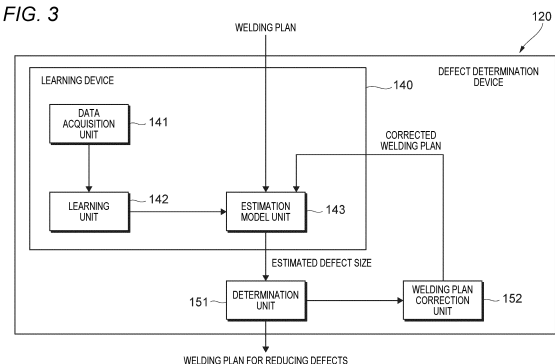 FIG. 3
WELDING PLAN
120
LEARNING DEVICE
140
DEFECT DETERMINATION
DEVICE
DATA
ACQUISITION
UNIT
141
CORRECTED
WELDING PLAN
LEARNING
UNIT
142
ESTIMATION
MODEL UNIT
143
ESTIMATED DEFECT SIZE
151
DETERMINATION
UNIT
WELDING PLAN
CORRECTION
UNIT
152
WELDING PLAN FOR REDUCING DEFECTS